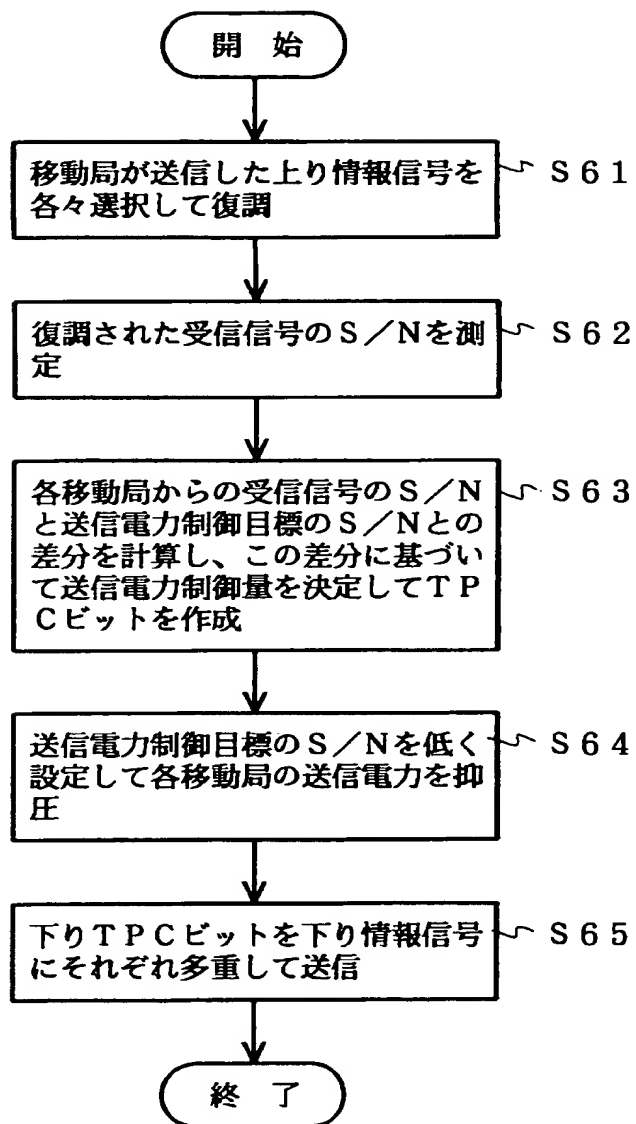 開 始
移動局が送信した上り情報信号を
各々選択して復調
S61
復調された受信信号のS/Nを測
定
S62
各移動局からの受信信号のS/N
と送信電力制御目標のS/Nとの
差分を計算し、この差分に基づい
て送信電力制御量を決定してTP
Cビットを作成
S63
送信電力制御目標のS/Nを低く
設定して各移動局の送信電力を抑
圧
S64
下りTPCビットを下り情報信号
にそれぞれ多重して送信
S65
終 了